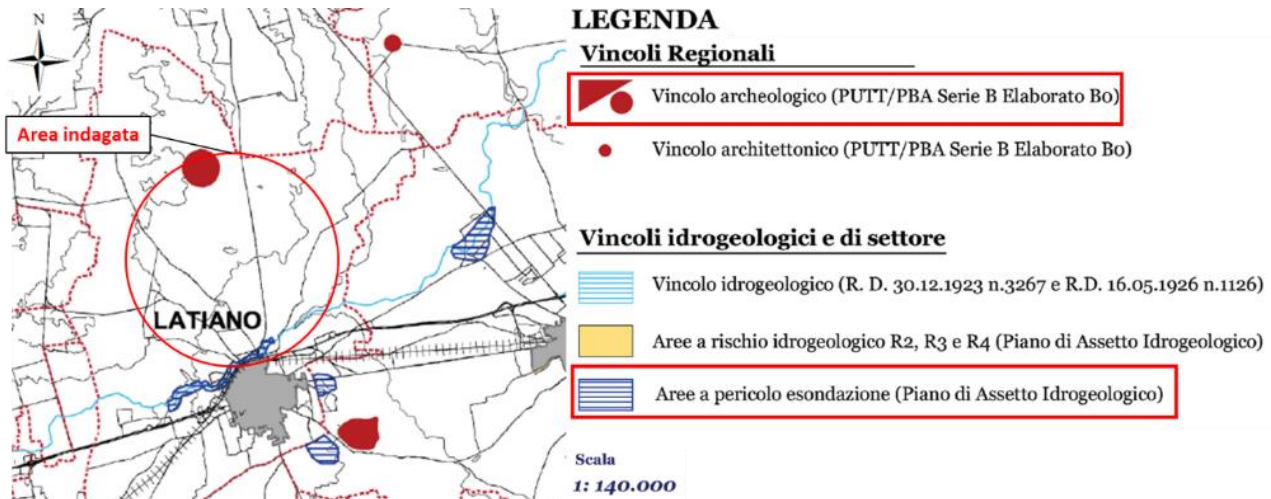 N
Area indagata
LATIANO
LEGENDA
Vincoli Regionali
Vincolo archeologico (PUTT/PBA Serie B Elaborato B0)
Vincolo architettonico (PUTT/PBA Serie B Elaborato B0)
Vincoli idrogeologici e di settore
Vincolo idrogeologico (R. D. 30.12.1923 n.3267 e R.D. 16.05.1926 n.1126)
Aree a rischio idrogeologico R2, R3 e R4 (Piano di Assetto Idrogeologico)
Aree a pericolo esondazione (Piano di Assetto Idrogeologico)
Scala
1: 140.000